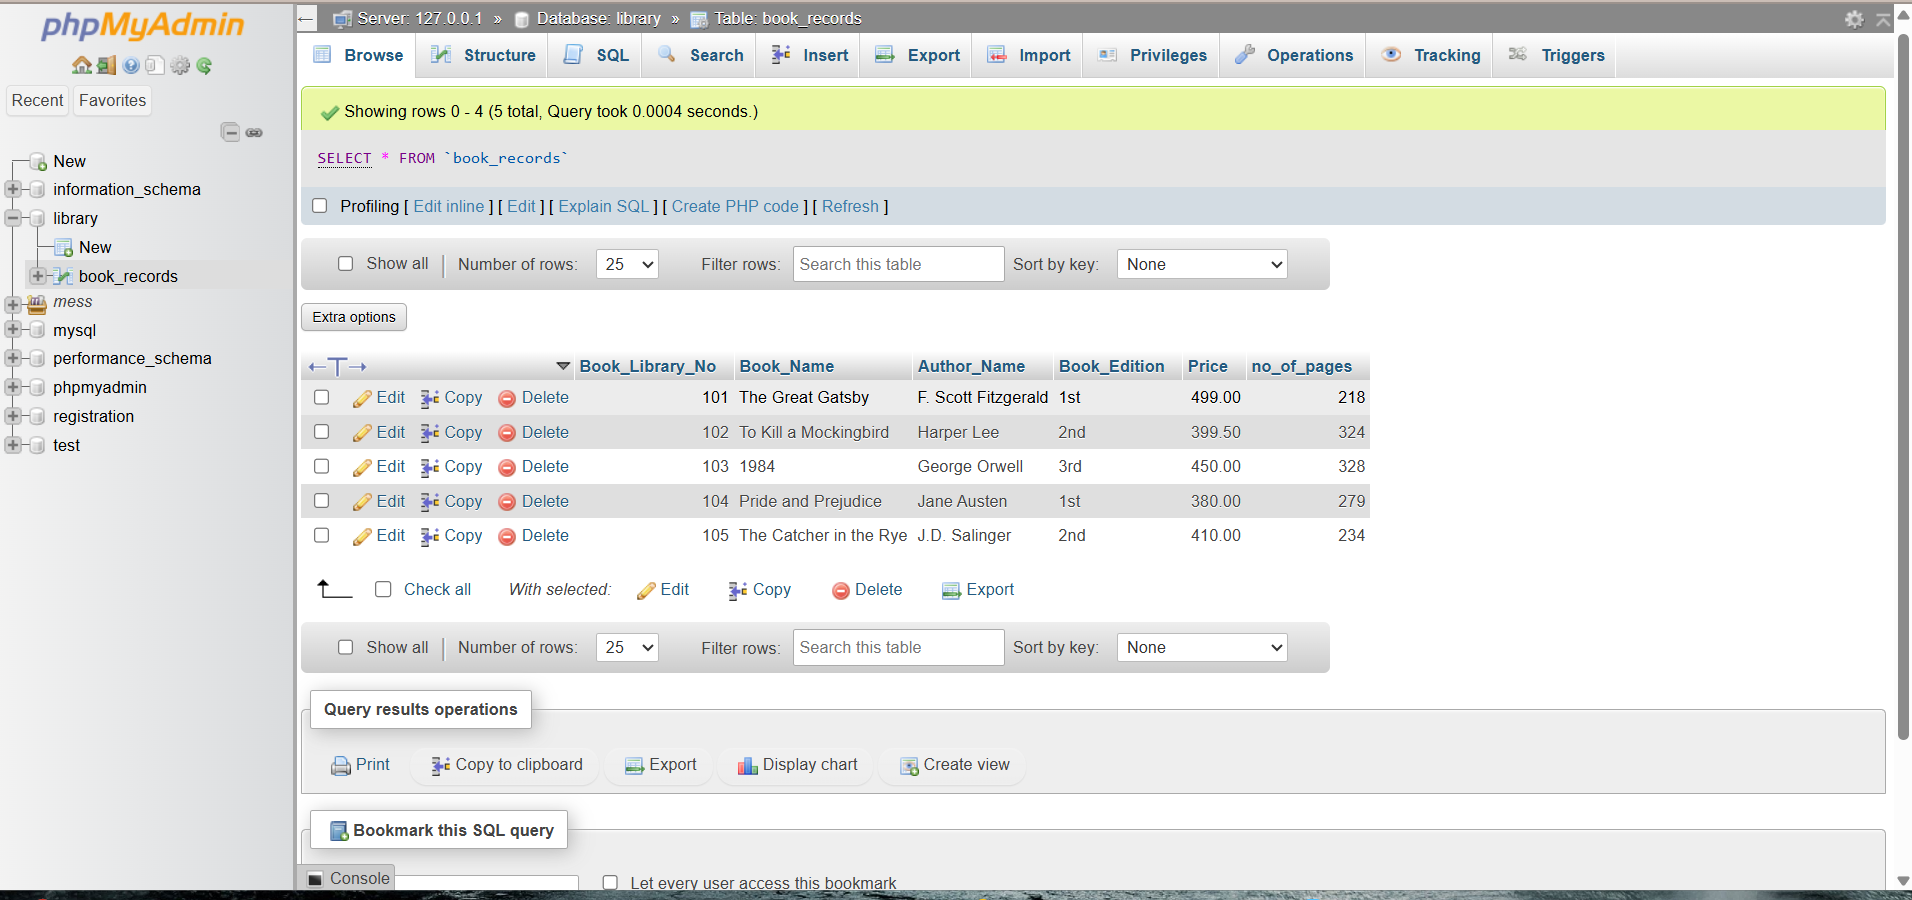 phpMyAdmin
Recent Favorites
New
information_schema
library
New
book_records
mess
mysql
performance_schema
phpmyadmin
registration
test
Server: 127.0.0.1 » Database: library » Table: book_records
Browse Structure SQL Search Insert Export Import Privileges Operations Tracking Triggers
Showing rows 0 - 4 (5 total, Query took 0.0004 seconds.)
SELECT * FROM `book_records`
Profiling [ Edit inline ] [ Edit ] [ Explain SQL ] [ Create PHP code ] [ Refresh ]
Show all | Number of rows: 25 Filter rows: Search this table Sort by key: None
Extra options
←T→ Book_Library_No Book_Name Author_Name Book_Edition Price no_of_pages
Edit Copy Delete 101 The Great Gatsby F. Scott Fitzgerald 1st 499.00 218
Edit Copy Delete 102 To Kill a Mockingbird Harper Lee 2nd 399.50 324
Edit Copy Delete 103 1984 George Orwell 3rd 450.00 328
Edit Copy Delete 104 Pride and Prejudice Jane Austen 1st 380.00 279
Edit Copy Delete 105 The Catcher in the Rye J.D. Salinger 2nd 410.00 234
Check all With selected: Edit Copy Delete Export
Show all | Number of rows: 25 Filter rows: Search this table Sort by key: None
Query results operations
Print Copy to clipboard Export Display chart Create view
Bookmark this SQL query
Console Let every user access this bookmark